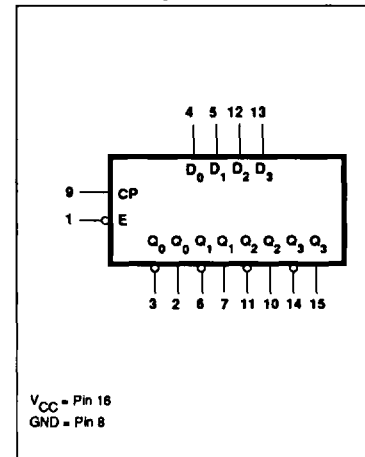 4 5 12 13
D0 D1 D2 D3
9 CP
1 E
Q0 Q0 Q1 Q1 Q2 Q2 Q3 Q3
3 2 6 7 11 10 14 15
VCC = Pin 16
GND = Pin 8